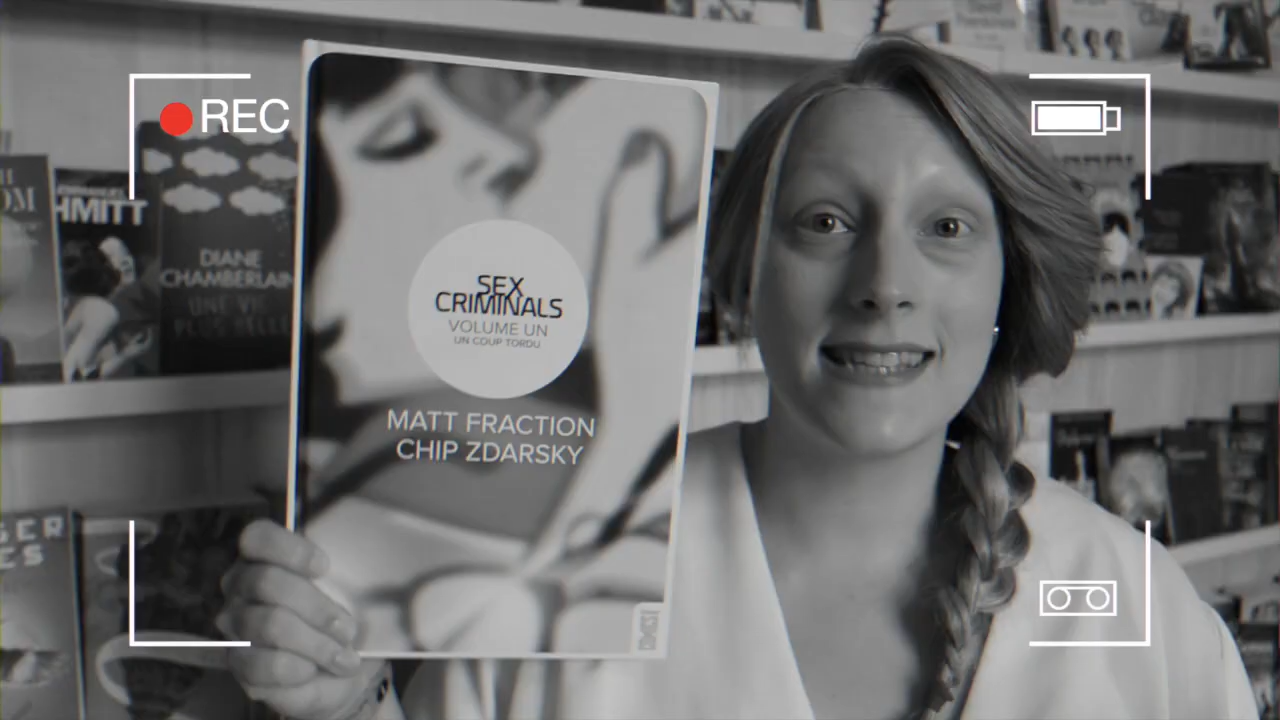 REC
SEX
CRIMINALS
VOLUME UN
UN COUP TORDU
MATT FRACTION
CHIP ZDARSKY
HMITT
DIANE
CHAMBERLAIN
UNE VIE
PLUS BELLE